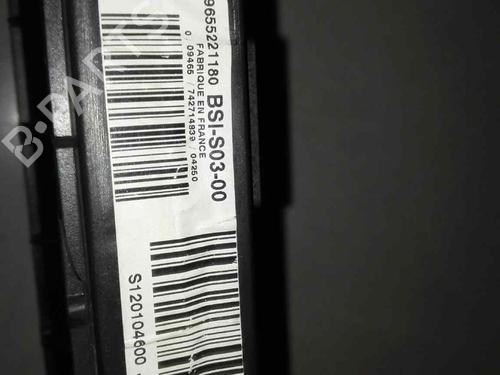 9655221180 BSI-S03-00
FABRIQUE EN FRANCE
0 09465 / 742714839 / 04250
S120104600
B-PARTS